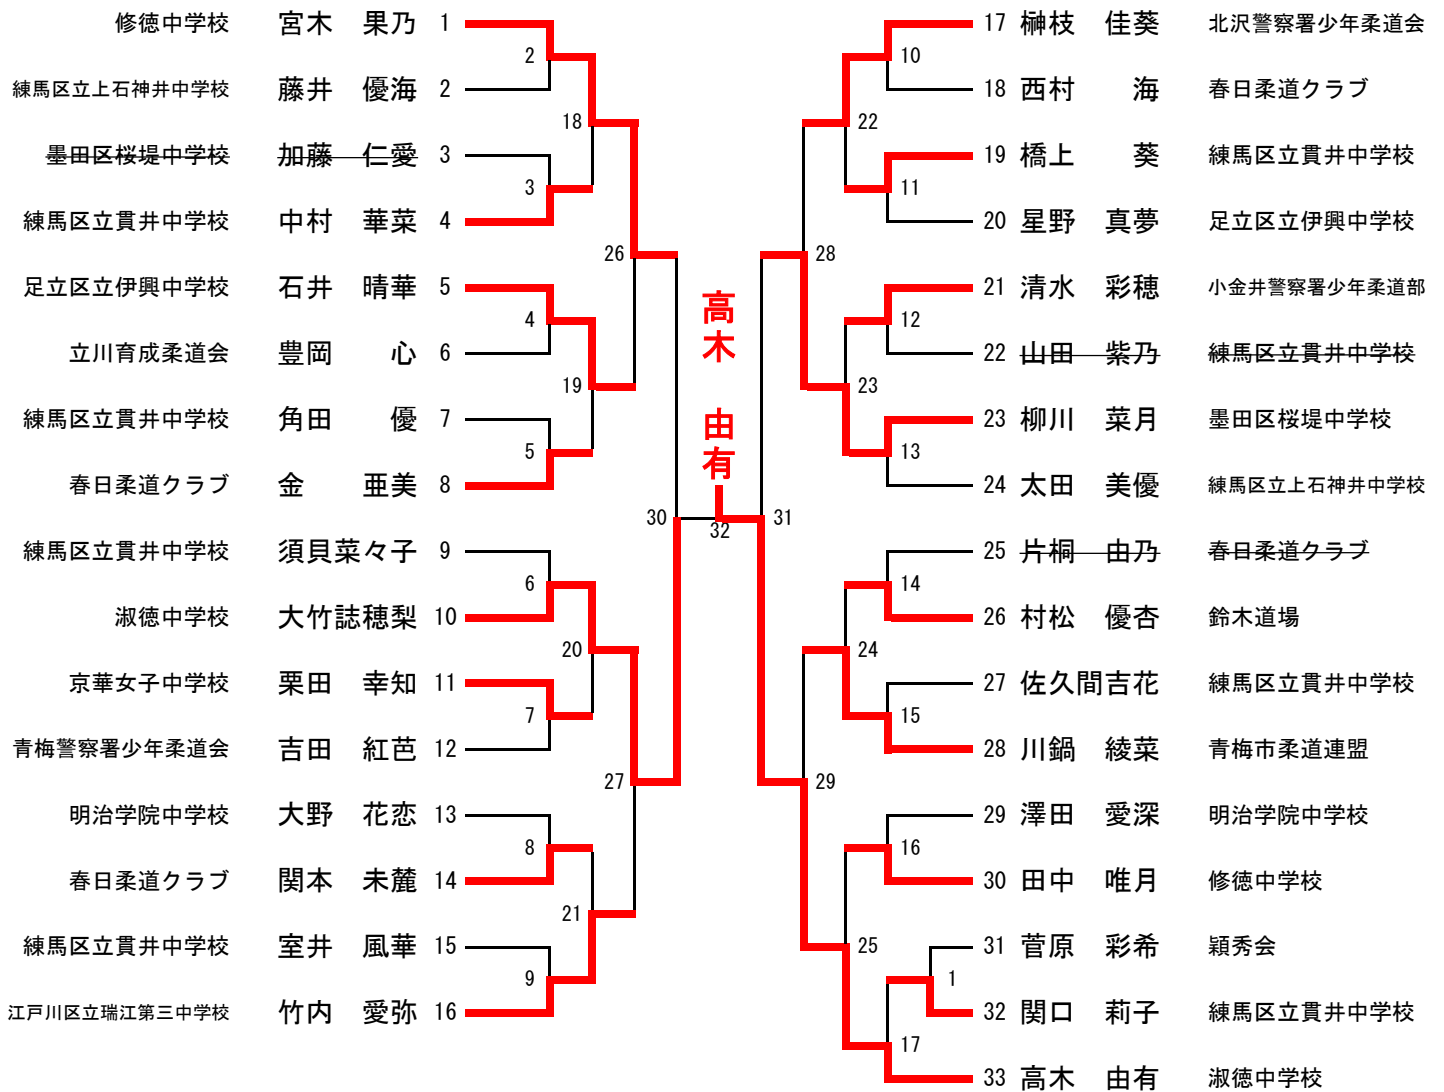 修徳中学校 宮木 果乃 1
2
練馬区立上石神井中学校 藤井 優海 2
18
墨田区桜堤中学校 加藤 仁愛 3
3
練馬区立貫井中学校 中村 華菜 4
26
足立区立伊興中学校 石井 晴華 5
4
立川育成柔道会 豊岡 心 6
19
練馬区立貫井中学校 角田 優 7
5
春日柔道クラブ 金 亜美 8
30
練馬区立貫井中学校 須貝菜々子 9
6
淑徳中学校 大竹誌穂梨 10
20
京華女子中学校 栗田 幸知 11
7
青梅警察署少年柔道会 吉田 紅芭 12
27
明治学院中学校 大野 花恋 13
8
春日柔道クラブ 関本 未麓 14
21
練馬区立貫井中学校 室井 風華 15
9
江戸川区立瑞江第三中学校 竹内 愛弥 16
高木 由有
32
17 榊枝 佳葵 北沢警察署少年柔道会
10
18 西村 海 春日柔道クラブ
22
19 橋上 葵 練馬区立貫井中学校
11
20 星野 真夢 足立区立伊興中学校
28
21 清水 彩穂 小金井警察署少年柔道部
12
22 山田 紫乃 練馬区立貫井中学校
23
23 柳川 菜月 墨田区桜堤中学校
13
24 太田 美優 練馬区立上石神井中学校
31
25 片桐 由乃 春日柔道クラブ
14
26 村松 優杏 鈴木道場
24
27 佐久間吉花 練馬区立貫井中学校
15
28 川鍋 綾菜 青梅市柔道連盟
29
29 澤田 愛深 明治学院中学校
16
30 田中 唯月 修徳中学校
25
31 菅原 彩希 穎秀会
1
32 関口 莉子 練馬区立貫井中学校
17
33 高木 由有 淑徳中学校